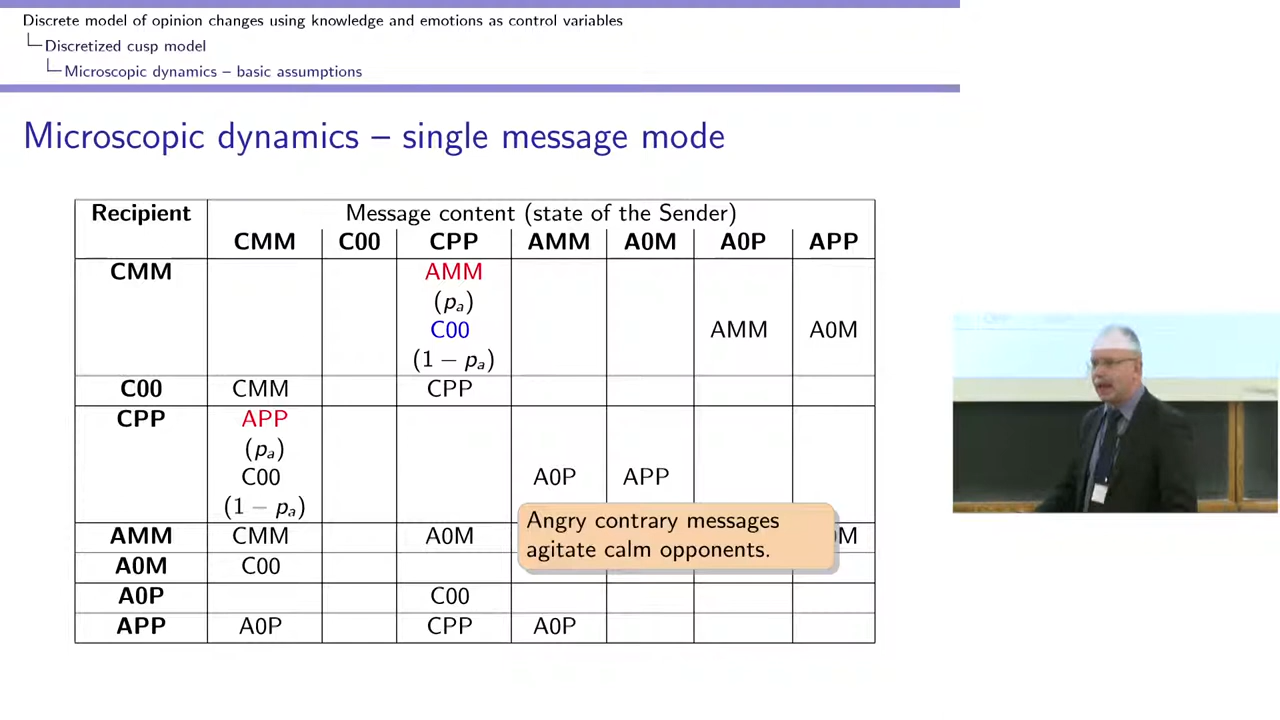 Discrete model of opinion changes using knowledge and emotions as control variables
Discretized cusp model
Microscopic dynamics – basic assumptions
Microscopic dynamics – single message mode
Recipient Message content (state of the Sender)
CMM C00 CPP AMM A0M A0P APP
CMM AMM
(pₐ)
C00 AMM A0M
(1 − pₐ)
C00 CMM CPP
CPP APP
(pₐ)
C00 A0P APP
(1 − pₐ)
Angry contrary messages
agitate calm opponents.
AMM CMM A0M M
A0M C00
A0P C00
APP A0P CPP A0P